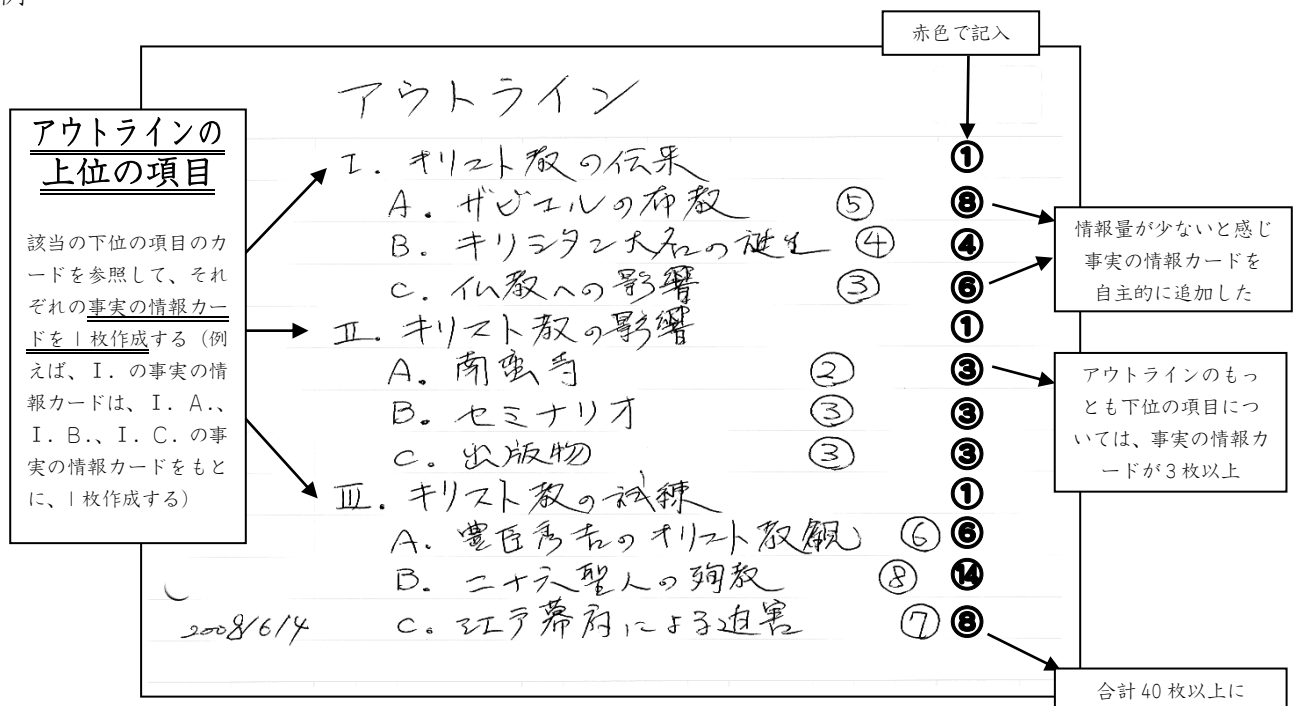 例
赤色で記入
アウトラインの
上位の項目
該当の下位の項目のカ
ードを参照して、それ
ぞれの事実の情報カー
ドを1枚作成する（例
えば、Ⅰ．の事実の情
報カードは、Ⅰ．A．、
Ⅰ．B．、Ⅰ．C．の事
実の情報カードをもと
に、1枚作成する）
アウトライン
Ⅰ．キリスト教の伝来 ①
A．ザビエルの布教 ⑤ ⑧
B．キリシタン大名の誕生 ④ ④
C．仏教への影響 ③ ⑥
Ⅱ．キリスト教の影響 ①
A．南蛮寺 ② ③
B．セミナリオ ③ ③
C．出版物 ③ ③
Ⅲ．キリスト教の試練 ①
A．豊臣秀吉のキリスト教観 ⑥ ⑥
B．二十六聖人の殉教 ⑧ ⑭
C．江戸幕府による迫害 ⑦ ⑧
2008/6/4
情報量が少ないと感じ
事実の情報カードを
自主的に追加した
アウトラインのもっ
とも下位の項目につ
いては、事実の情報カ
ードが3枚以上
合計40枚以上に